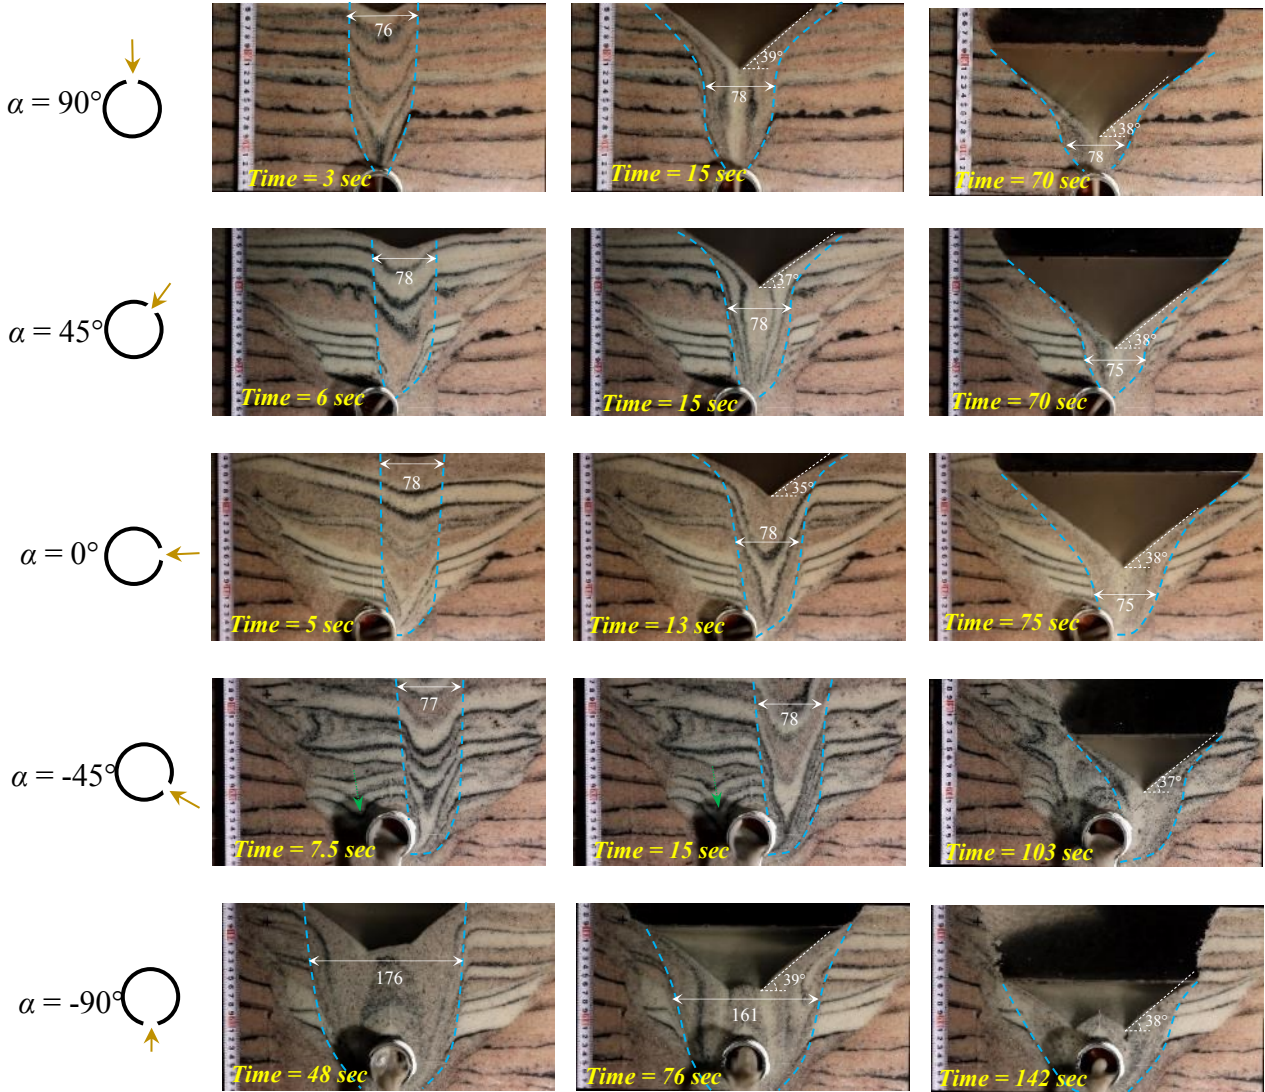 α = 90°
76
Time = 3 sec
39°
78
Time = 15 sec
38°
78
Time = 70 sec
α = 45°
78
Time = 6 sec
37°
78
Time = 15 sec
38°
75
Time = 70 sec
α = 0°
78
Time = 5 sec
35°
78
Time = 13 sec
38°
75
Time = 75 sec
α = -45°
77
Time = 7.5 sec
78
Time = 15 sec
37°
Time = 103 sec
α = -90°
176
Time = 48 sec
39°
161
Time = 76 sec
38°
Time = 142 sec